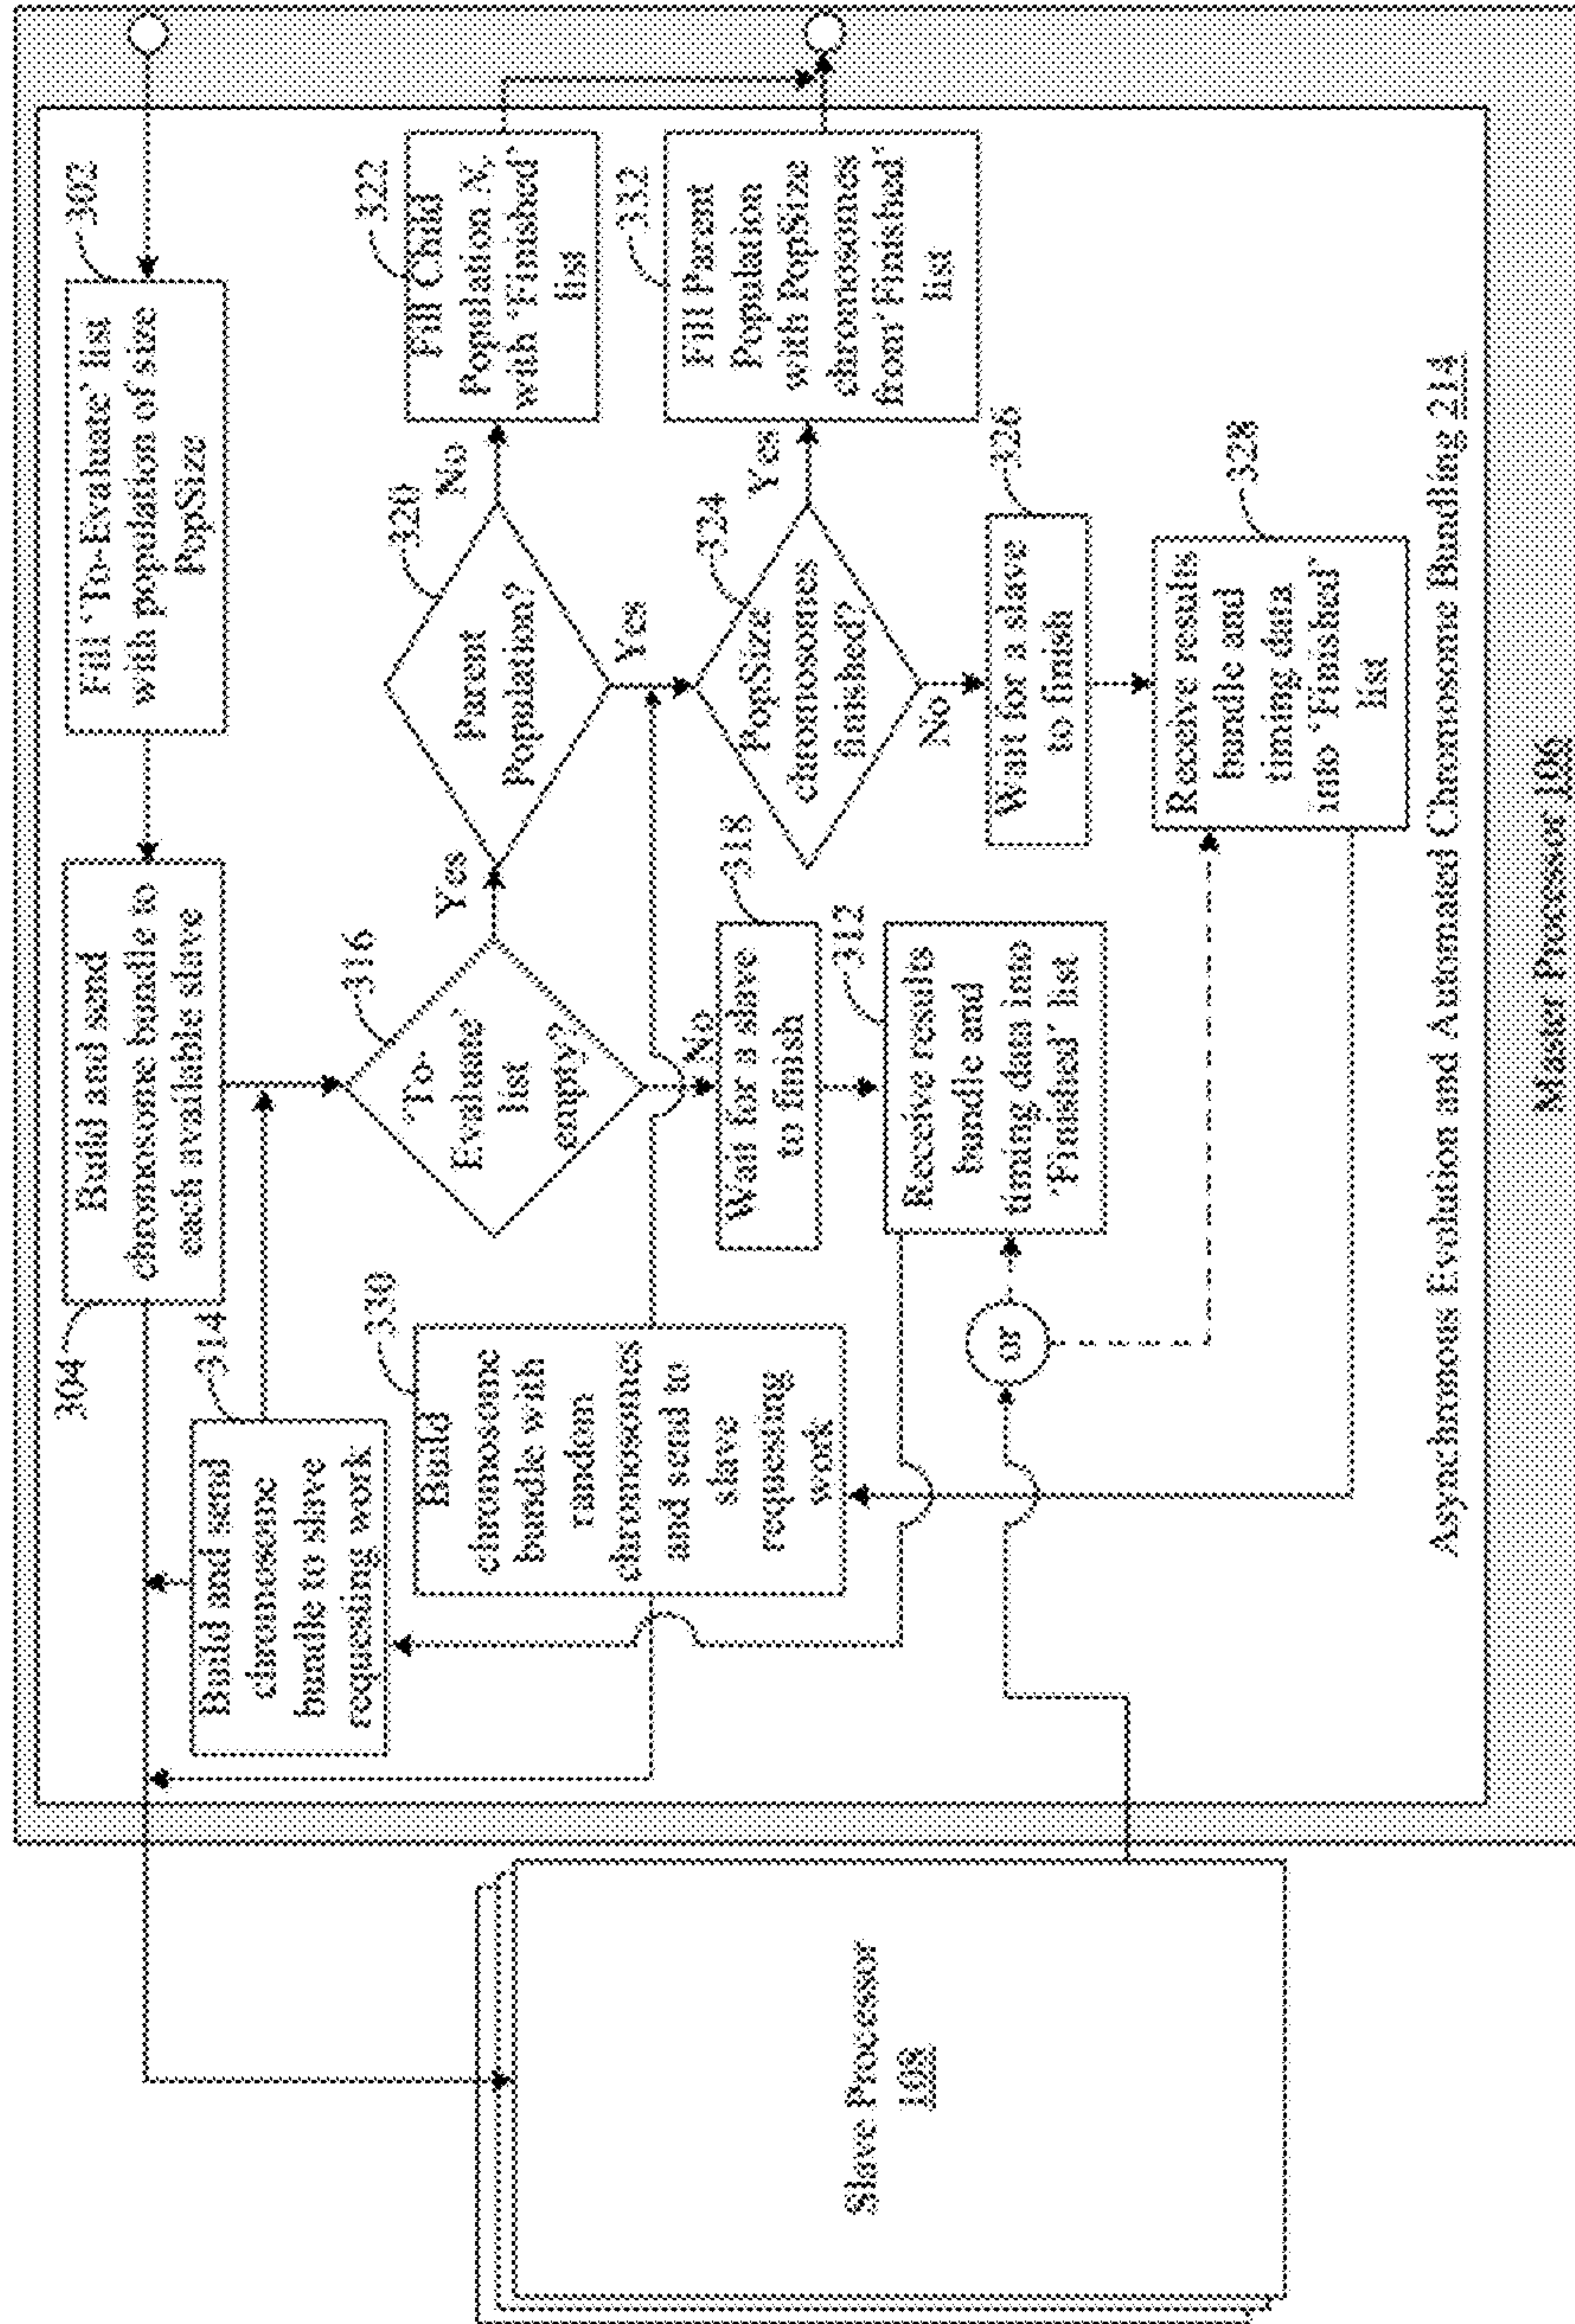 302
Fill 'To-Evaluate' list
with population of size
PopSize
304
Build and send
chromosome bundle to
each available slave
314
Build and send
chromosome
bundle to slave
requesting work
316
'To-
Evaluate'
list
empty?
Yes
No
320
Parent
Population?
No
Yes
322
Fill Child
with 'Finished'
list
330
Build
chromosome
bundle with
random
chromosomes
and send to
slave
requesting
work
318
Wait for a slave
to finish
312
Receive results
bundle and
timing data into
'Finished' list
324
PopSize
chromosomes
finished?
Yes
No
332
Fill Parent
Population
with PopSize
chromosomes
from 'Finished'
list
326
Wait for a slave
to finish
328
Receive results
bundle and
timing data
into 'Finished'
list
or
Asynchronous Evolution and Automated Chromosome Bundling 214
Master Processor 106
Slave Processor
108